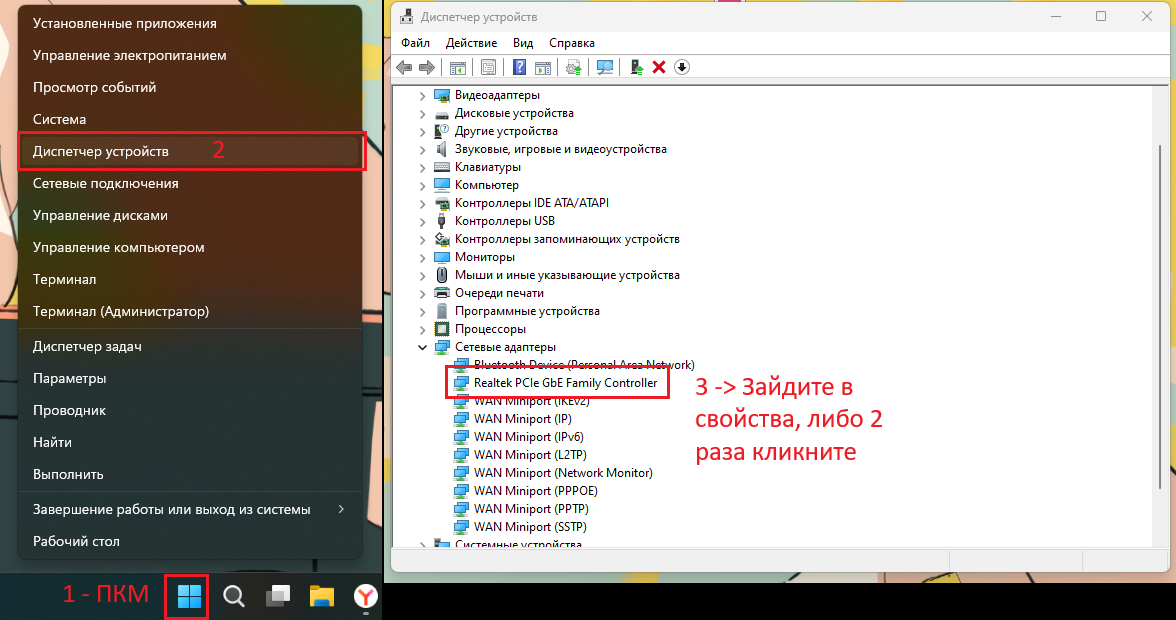 Установленные приложения
Управление электропитанием
Просмотр событий
Система
Диспетчер устройств 2
Сетевые подключения
Управление дисками
Управление компьютером
Терминал
Терминал (Администратор)
Диспетчер задач
Параметры
Проводник
Найти
Выполнить
Завершение работы или выход из системы
Рабочий стол
1 - ПКМ
Диспетчер устройств
Файл Действие Вид Справка
Видеоадаптеры
Дисковые устройства
Другие устройства
Звуковые, игровые и видеоустройства
Клавиатуры
Компьютер
Контроллеры IDE ATA/ATAPI
Контроллеры USB
Контроллеры запоминающих устройств
Мониторы
Мыши и иные указывающие устройства
Очереди печати
Программные устройства
Процессоры
Сетевые адаптеры
Bluetooth Device (Personal Area Network)
Realtek PCIe GbE Family Controller
WAN Miniport (IKEv2)
WAN Miniport (IP)
WAN Miniport (IPv6)
WAN Miniport (L2TP)
WAN Miniport (Network Monitor)
WAN Miniport (PPPOE)
WAN Miniport (PPTP)
WAN Miniport (SSTP)
Системные устройства
3 -> Зайдите в
свойства, либо 2
раза кликните